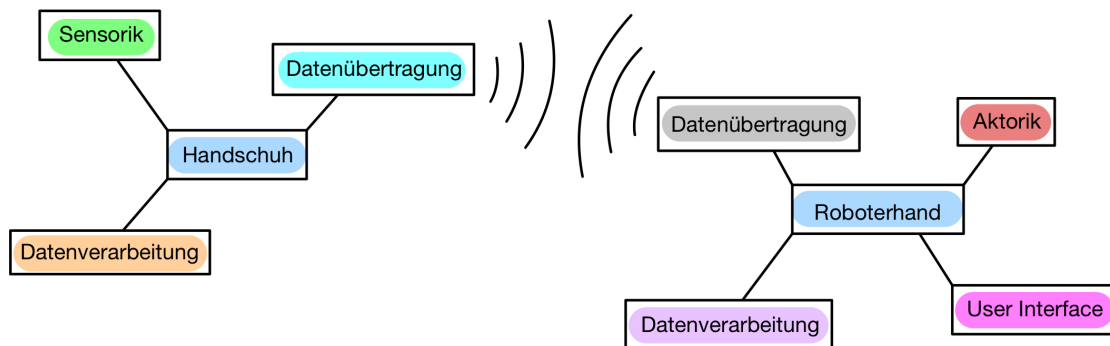 Sensorik
Datenübertragung
Handschuh
Datenverarbeitung
Datenübertragung
Aktorik
Roboterhand
Datenverarbeitung
User Interface